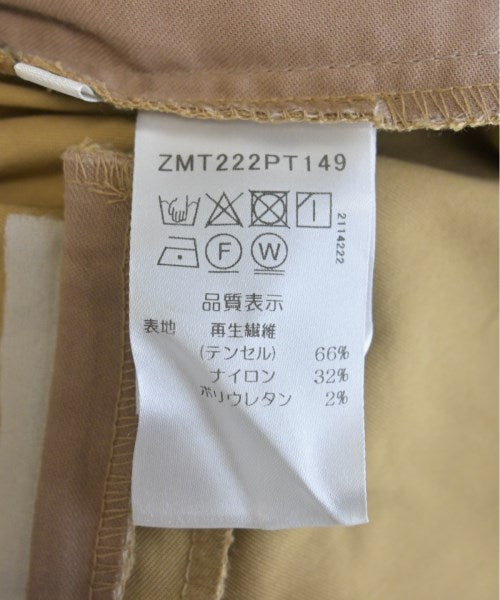 ZMT222PT149
2114222
F W
品質表示
表地 再生繊維
(テンセル) 66%
ナイロン 32%
ポリウレタン 2%